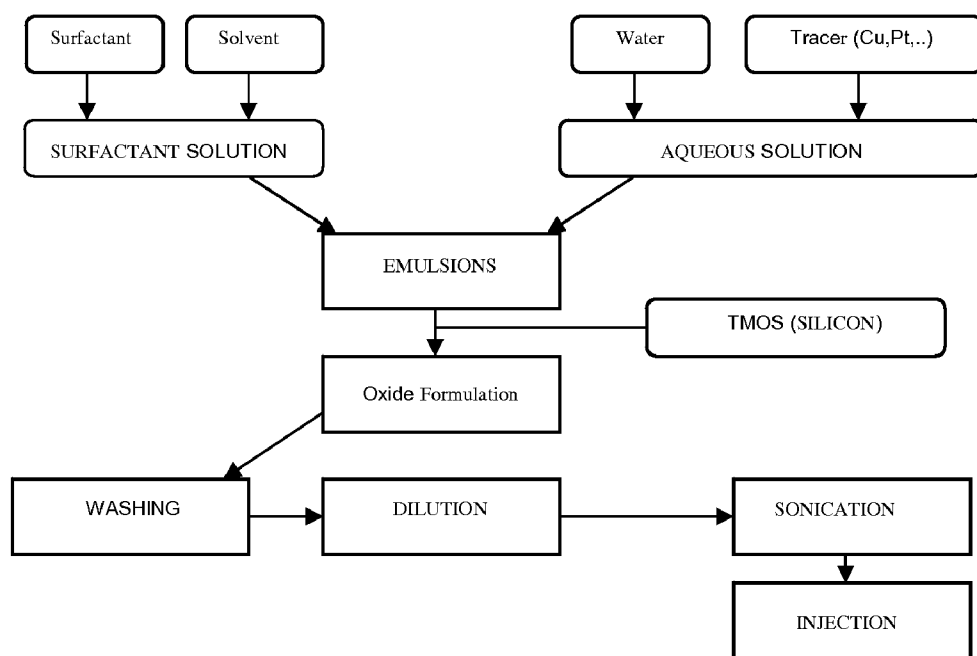 Surfactant
Solvent
Water
Tracer (Cu,Pt,..)
SURFACTANT SOLUTION
AQUEOUS SOLUTION
EMULSIONS
TMOS (SILICON)
Oxide Formulation
WASHING
DILUTION
SONICATION
INJECTION